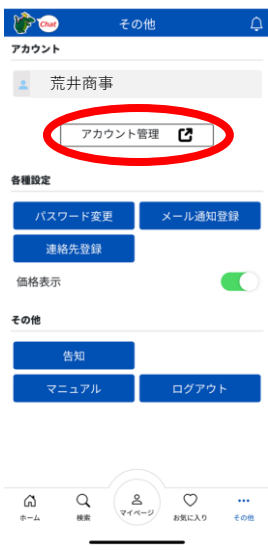 Chat
その他
アカウント
荒井商事
アカウント管理
各種設定
パスワード変更 メール通知登録
連絡先登録
価格表示
その他
告知
マニュアル ログアウト
ホーム 検索 マイページ お気に入り その他